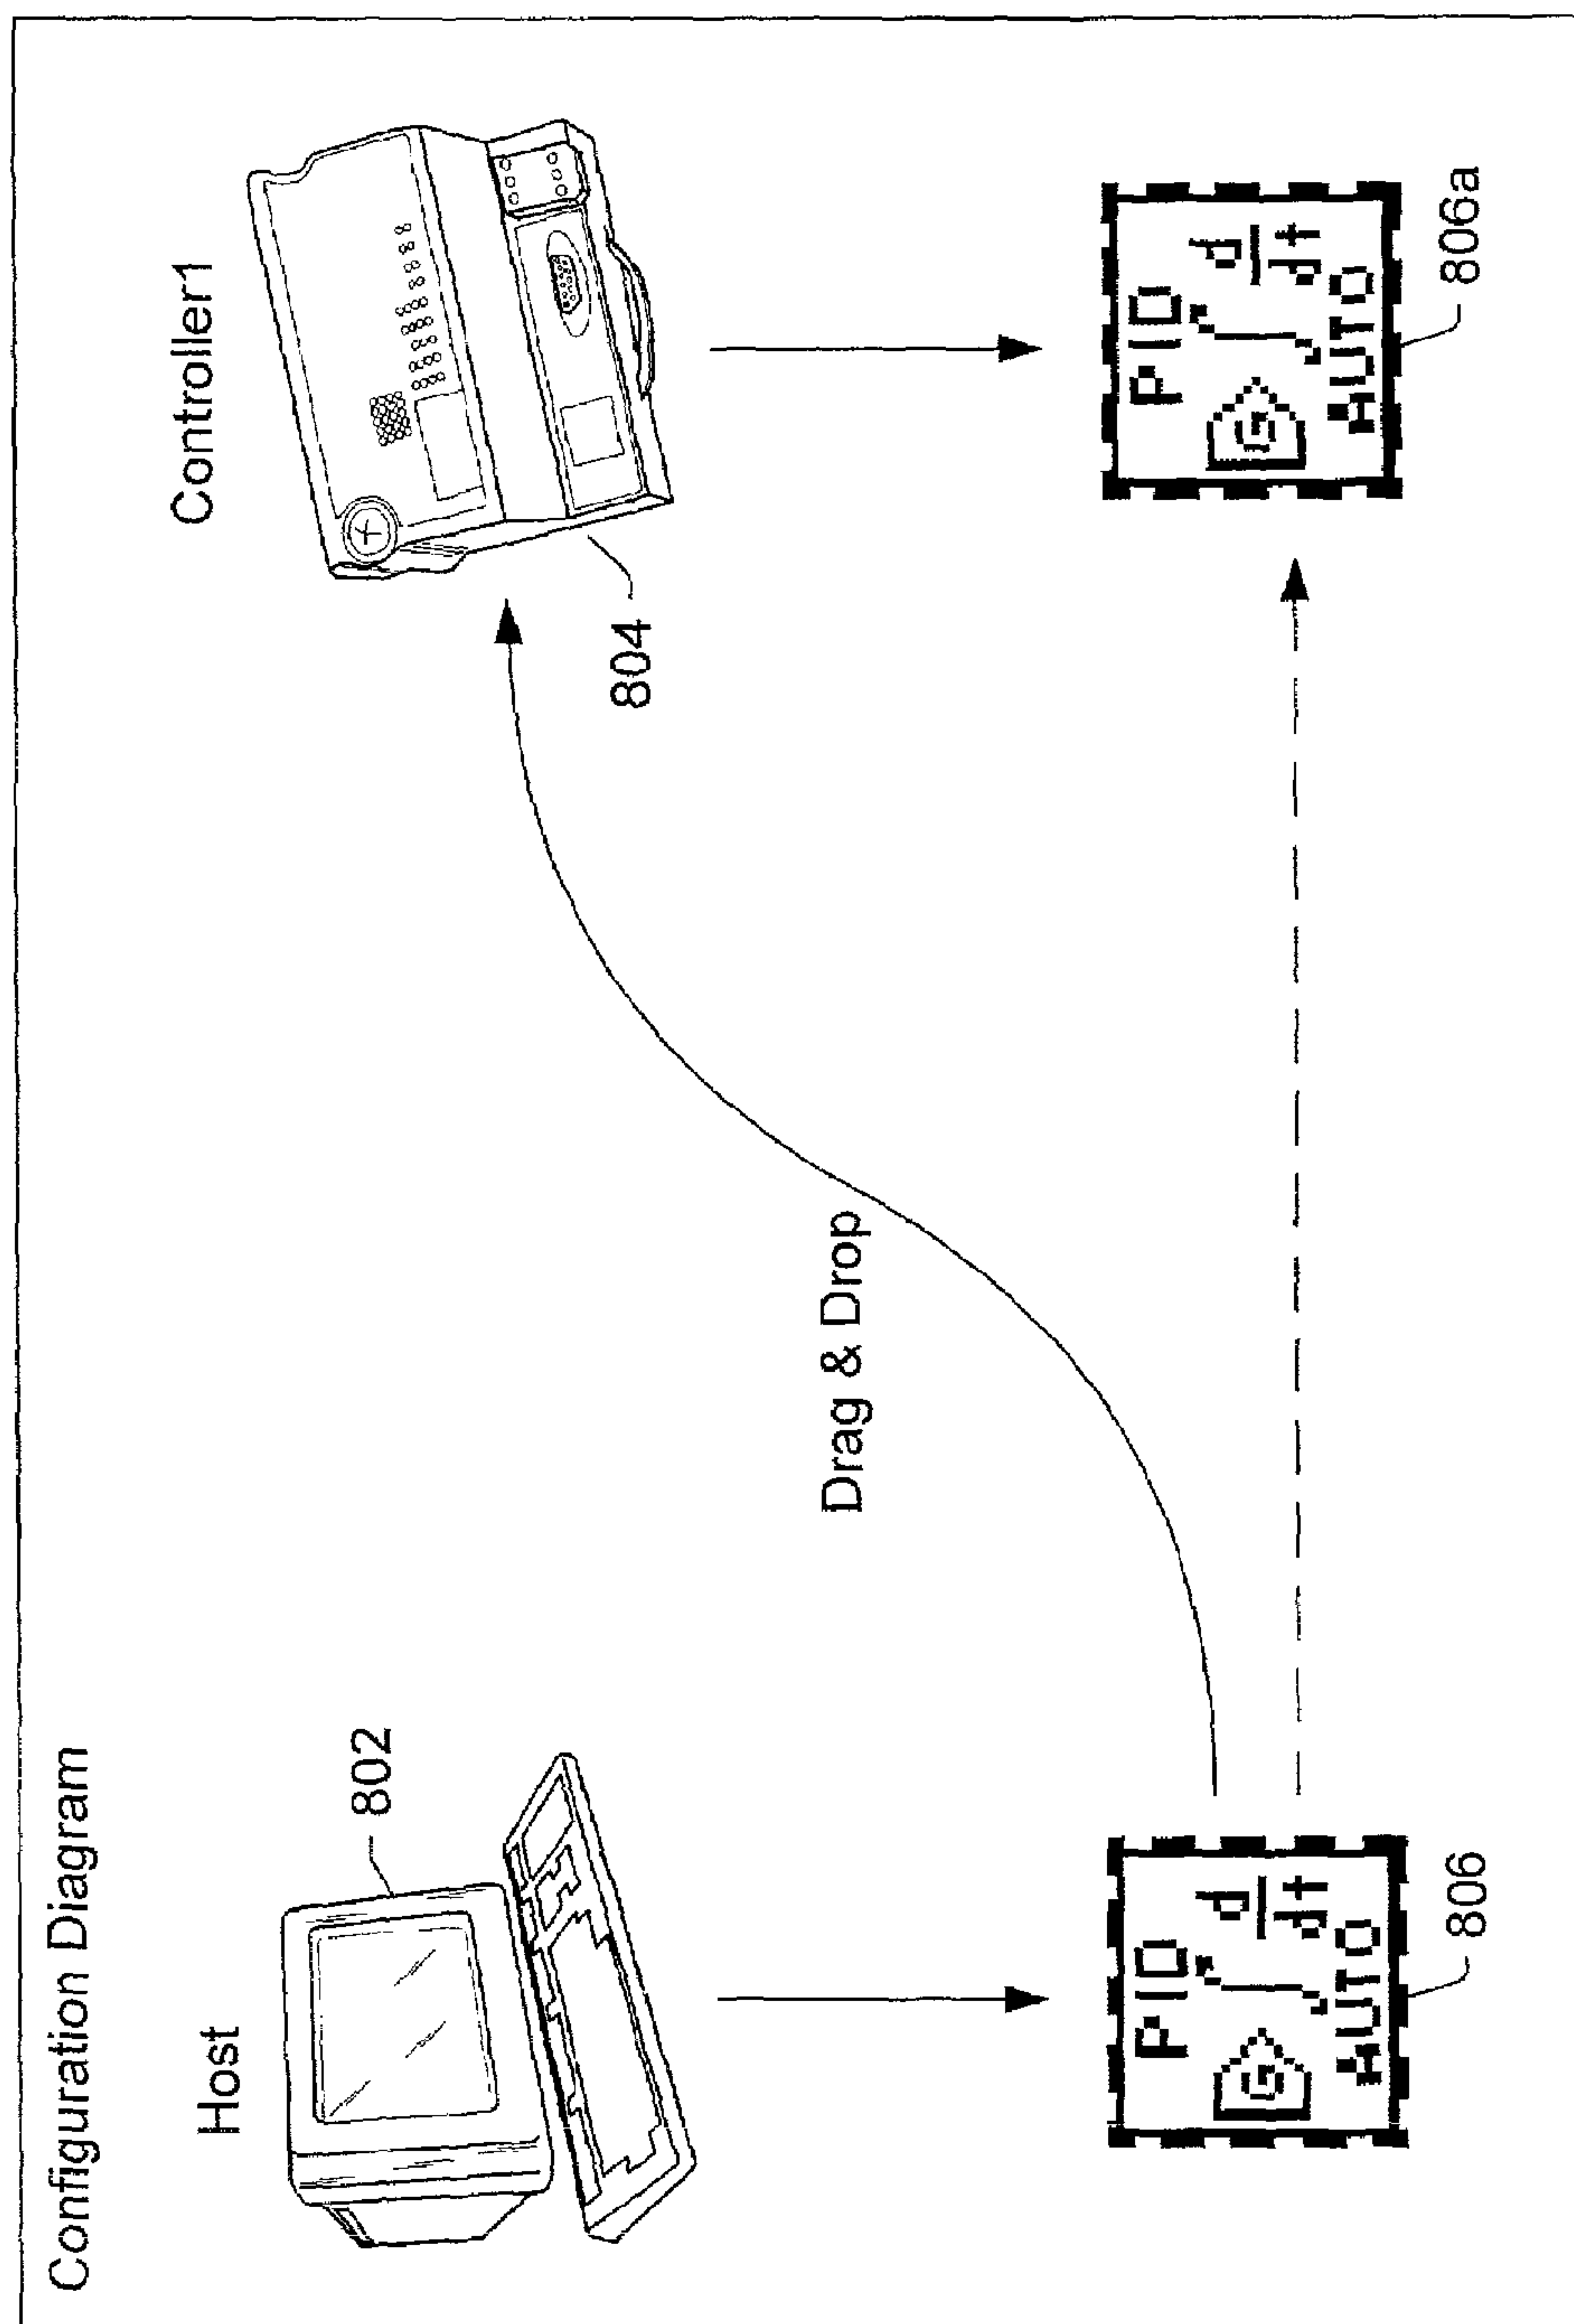 Configuration Diagram
Host
802
Controller1
804
Drag & Drop
PID
G
d
dt
AUTO
806
PID
G
d
dt
AUTO
806a